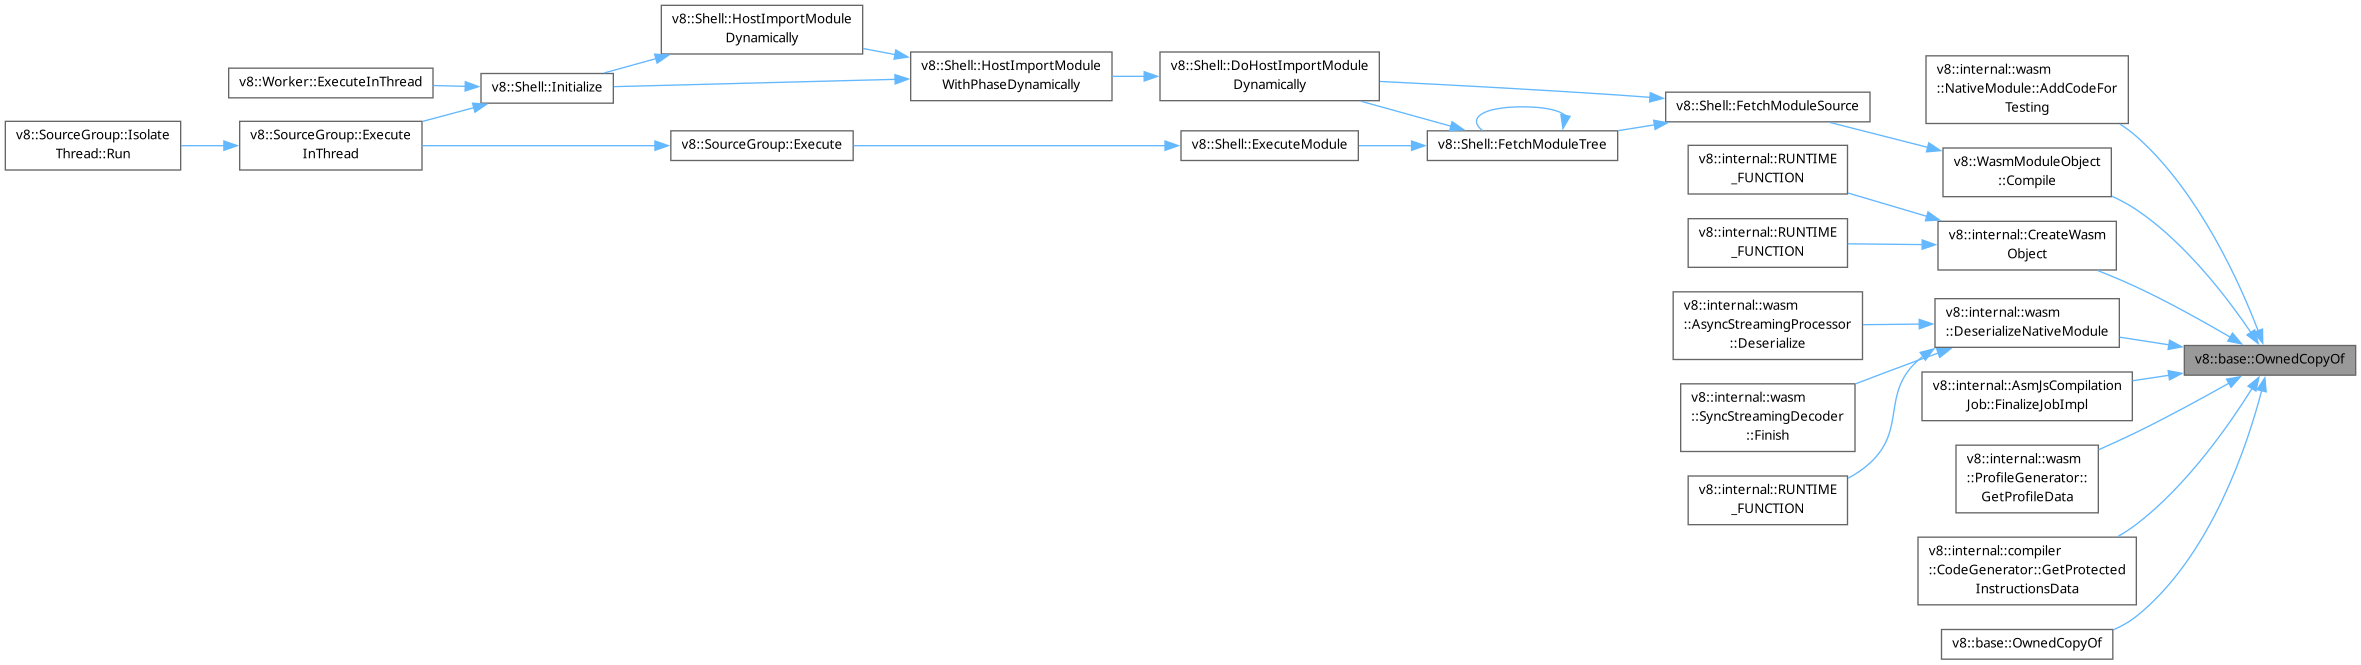 v8::Shell::HostImportModule
Dynamically
v8::Worker::ExecuteInThread
v8::Shell::Initialize
v8::Shell::HostImportModule
WithPhaseDynamically
v8::Shell::DoHostImportModule
Dynamically
v8::Shell::FetchModuleSource
v8::internal::wasm
::NativeModule::AddCodeFor
Testing
v8::SourceGroup::Isolate
Thread::Run
v8::SourceGroup::Execute
InThread
v8::SourceGroup::Execute
v8::Shell::ExecuteModule
v8::Shell::FetchModuleTree
v8::internal::RUNTIME
_FUNCTION
v8::WasmModuleObject
::Compile
v8::internal::RUNTIME
_FUNCTION
v8::internal::CreateWasm
Object
v8::internal::wasm
::AsyncStreamingProcessor
::Deserialize
v8::internal::wasm
::DeserializeNativeModule
v8::base::OwnedCopyOf
v8::internal::wasm
::SyncStreamingDecoder
::Finish
v8::internal::AsmJsCompilation
Job::FinalizeJobImpl
v8::internal::RUNTIME
_FUNCTION
v8::internal::wasm
::ProfileGenerator::
GetProfileData
v8::internal::compiler
::CodeGenerator::GetProtected
InstructionsData
v8::base::OwnedCopyOf